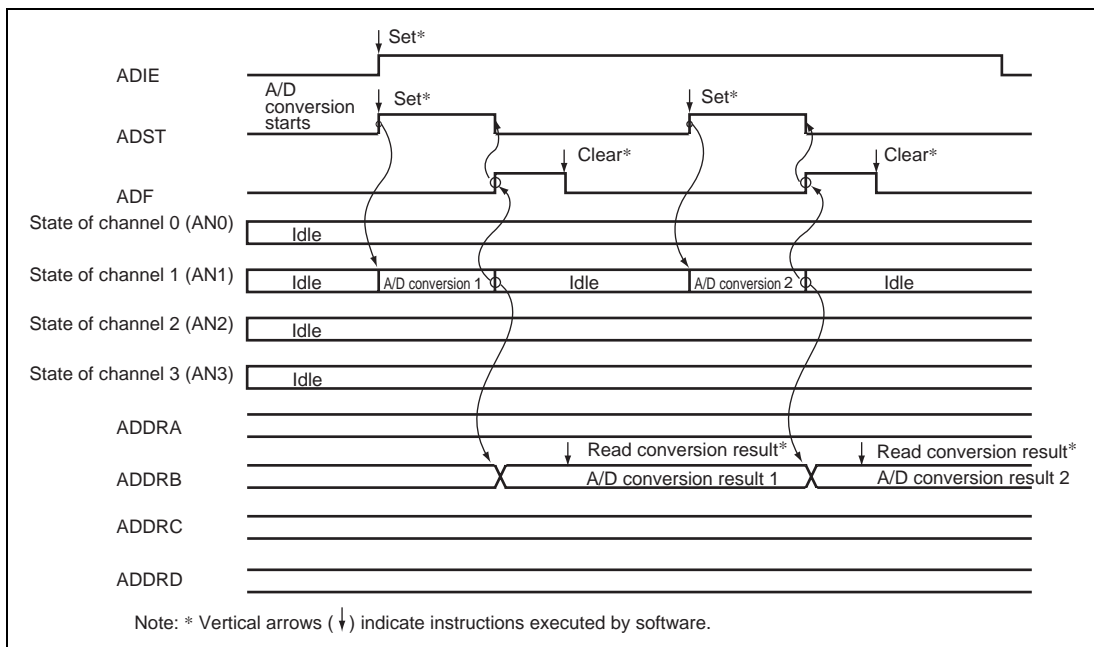 Set*
ADIE
A/D
conversion
starts
Set*
Set*
ADST
Clear*
Clear*
ADF
State of channel 0 (AN0)
Idle
State of channel 1 (AN1)
Idle
A/D conversion 1
Idle
A/D conversion 2
Idle
State of channel 2 (AN2)
Idle
State of channel 3 (AN3)
Idle
ADDRA
Read conversion result*
Read conversion result*
ADDRB
A/D conversion result 1
A/D conversion result 2
ADDRC
ADDRD
Note: * Vertical arrows (↓) indicate instructions executed by software.